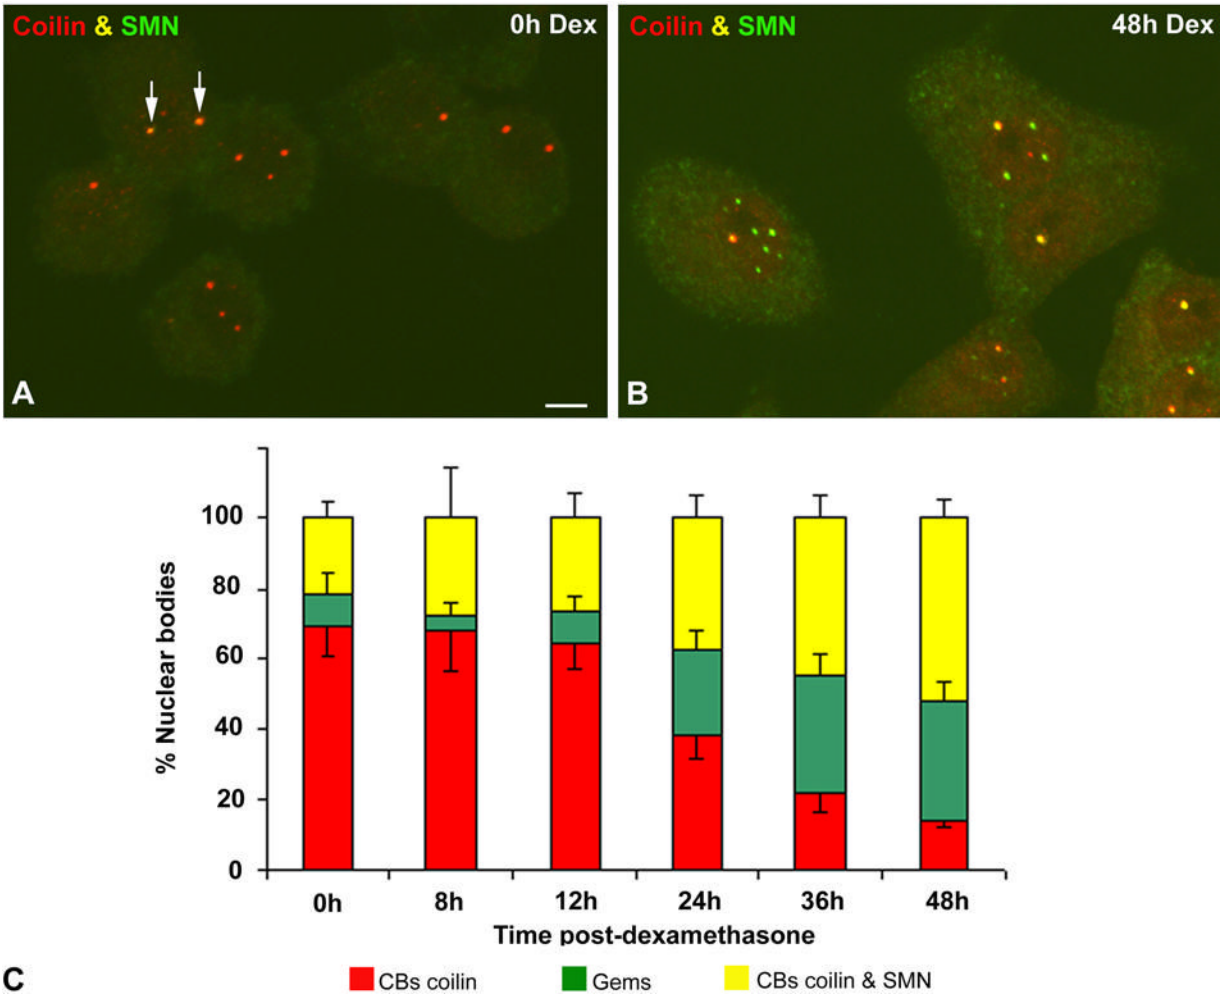 Coilin & SMN 0h Dex
A
Coilin & SMN 48h Dex
B
100
80
60
40
20
0
% Nuclear bodies
0h 8h 12h 24h 36h 48h
Time post-dexamethasone
C
CBs coilin Gems CBs coilin & SMN